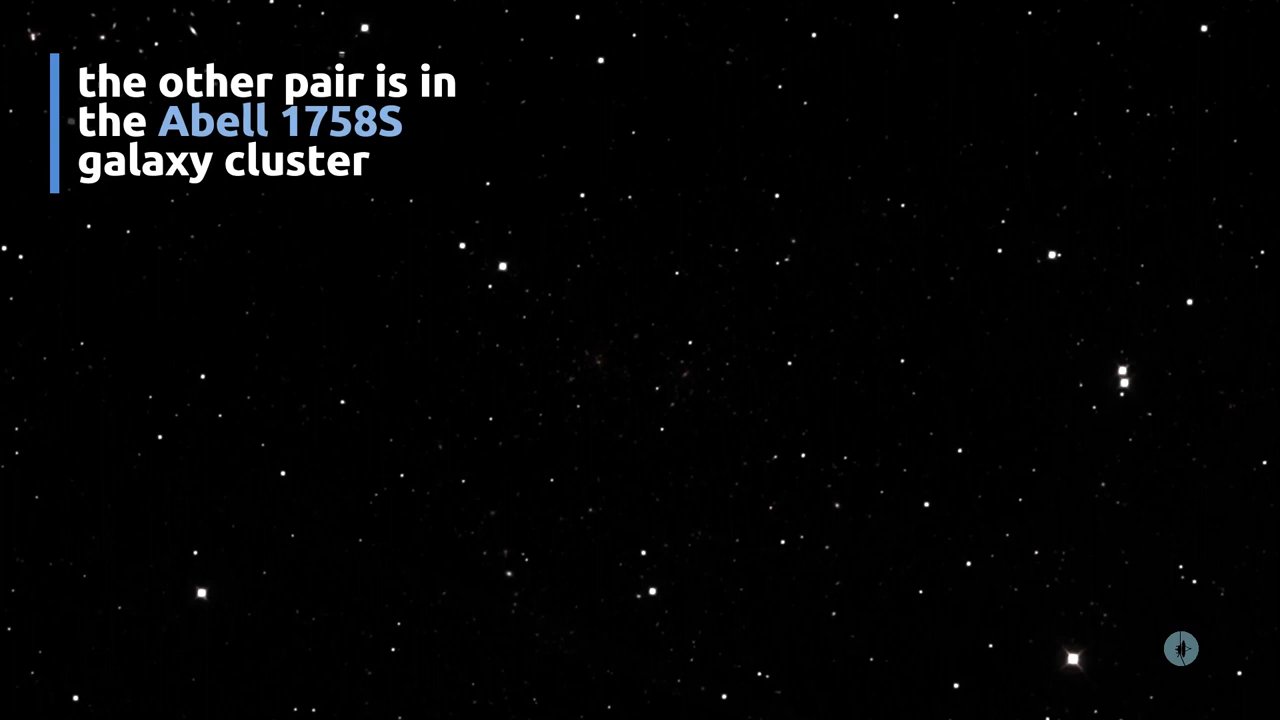 the other pair is in
the Abell 1758S
galaxy cluster